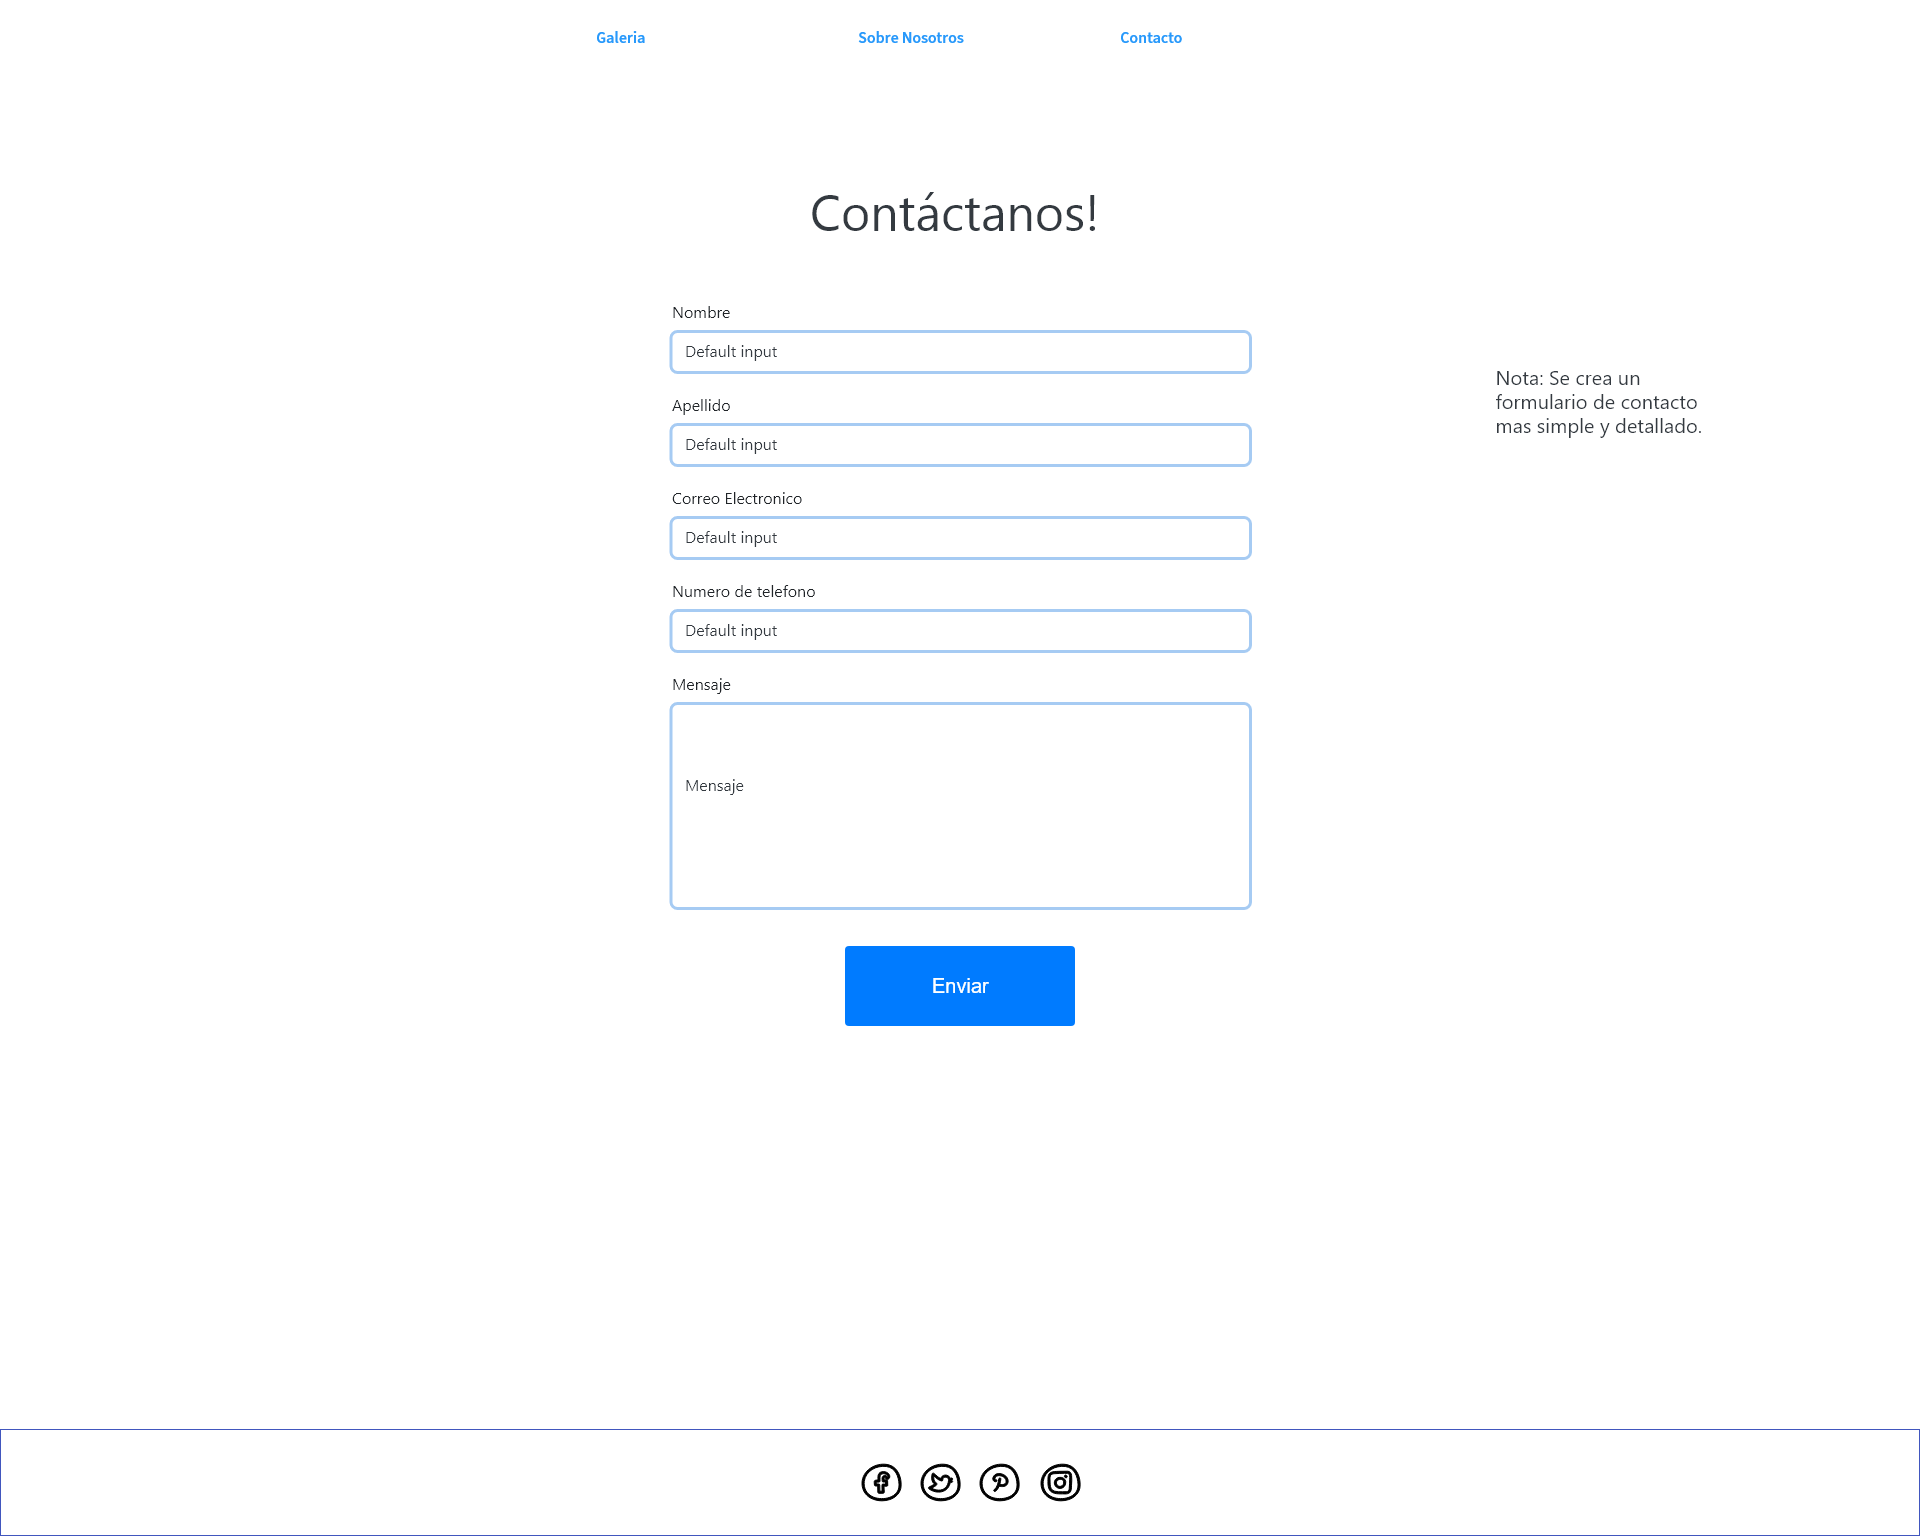 Galeria
Sobre Nosotros
Contacto
Contáctanos!
Nombre
Default input
Apellido
Default input
Correo Electronico
Default input
Numero de telefono
Default input
Mensaje
Mensaje
Enviar
Nota: Se crea un
formulario de contacto
mas simple y detallado.